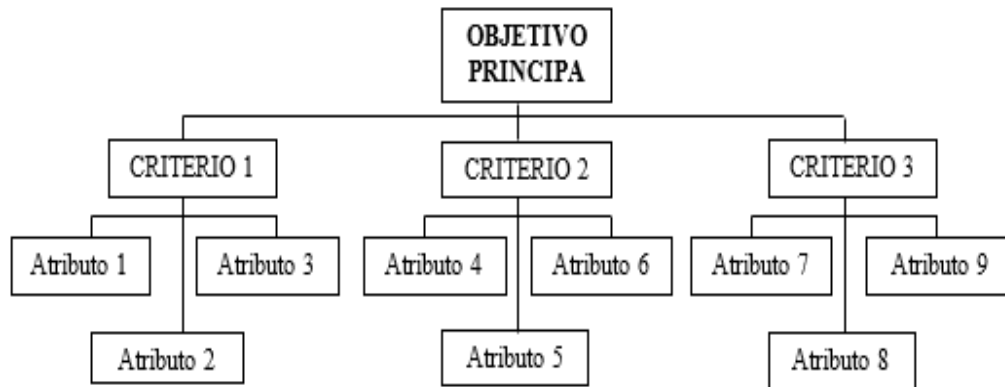 OBJETIVO
PRINCIPA
CRITERIO 1
CRITERIO 2
CRITERIO 3
Atributo 1
Atributo 3
Atributo 4
Atributo 6
Atributo 7
Atributo 9
Atributo 2
Atributo 5
Atributo 8